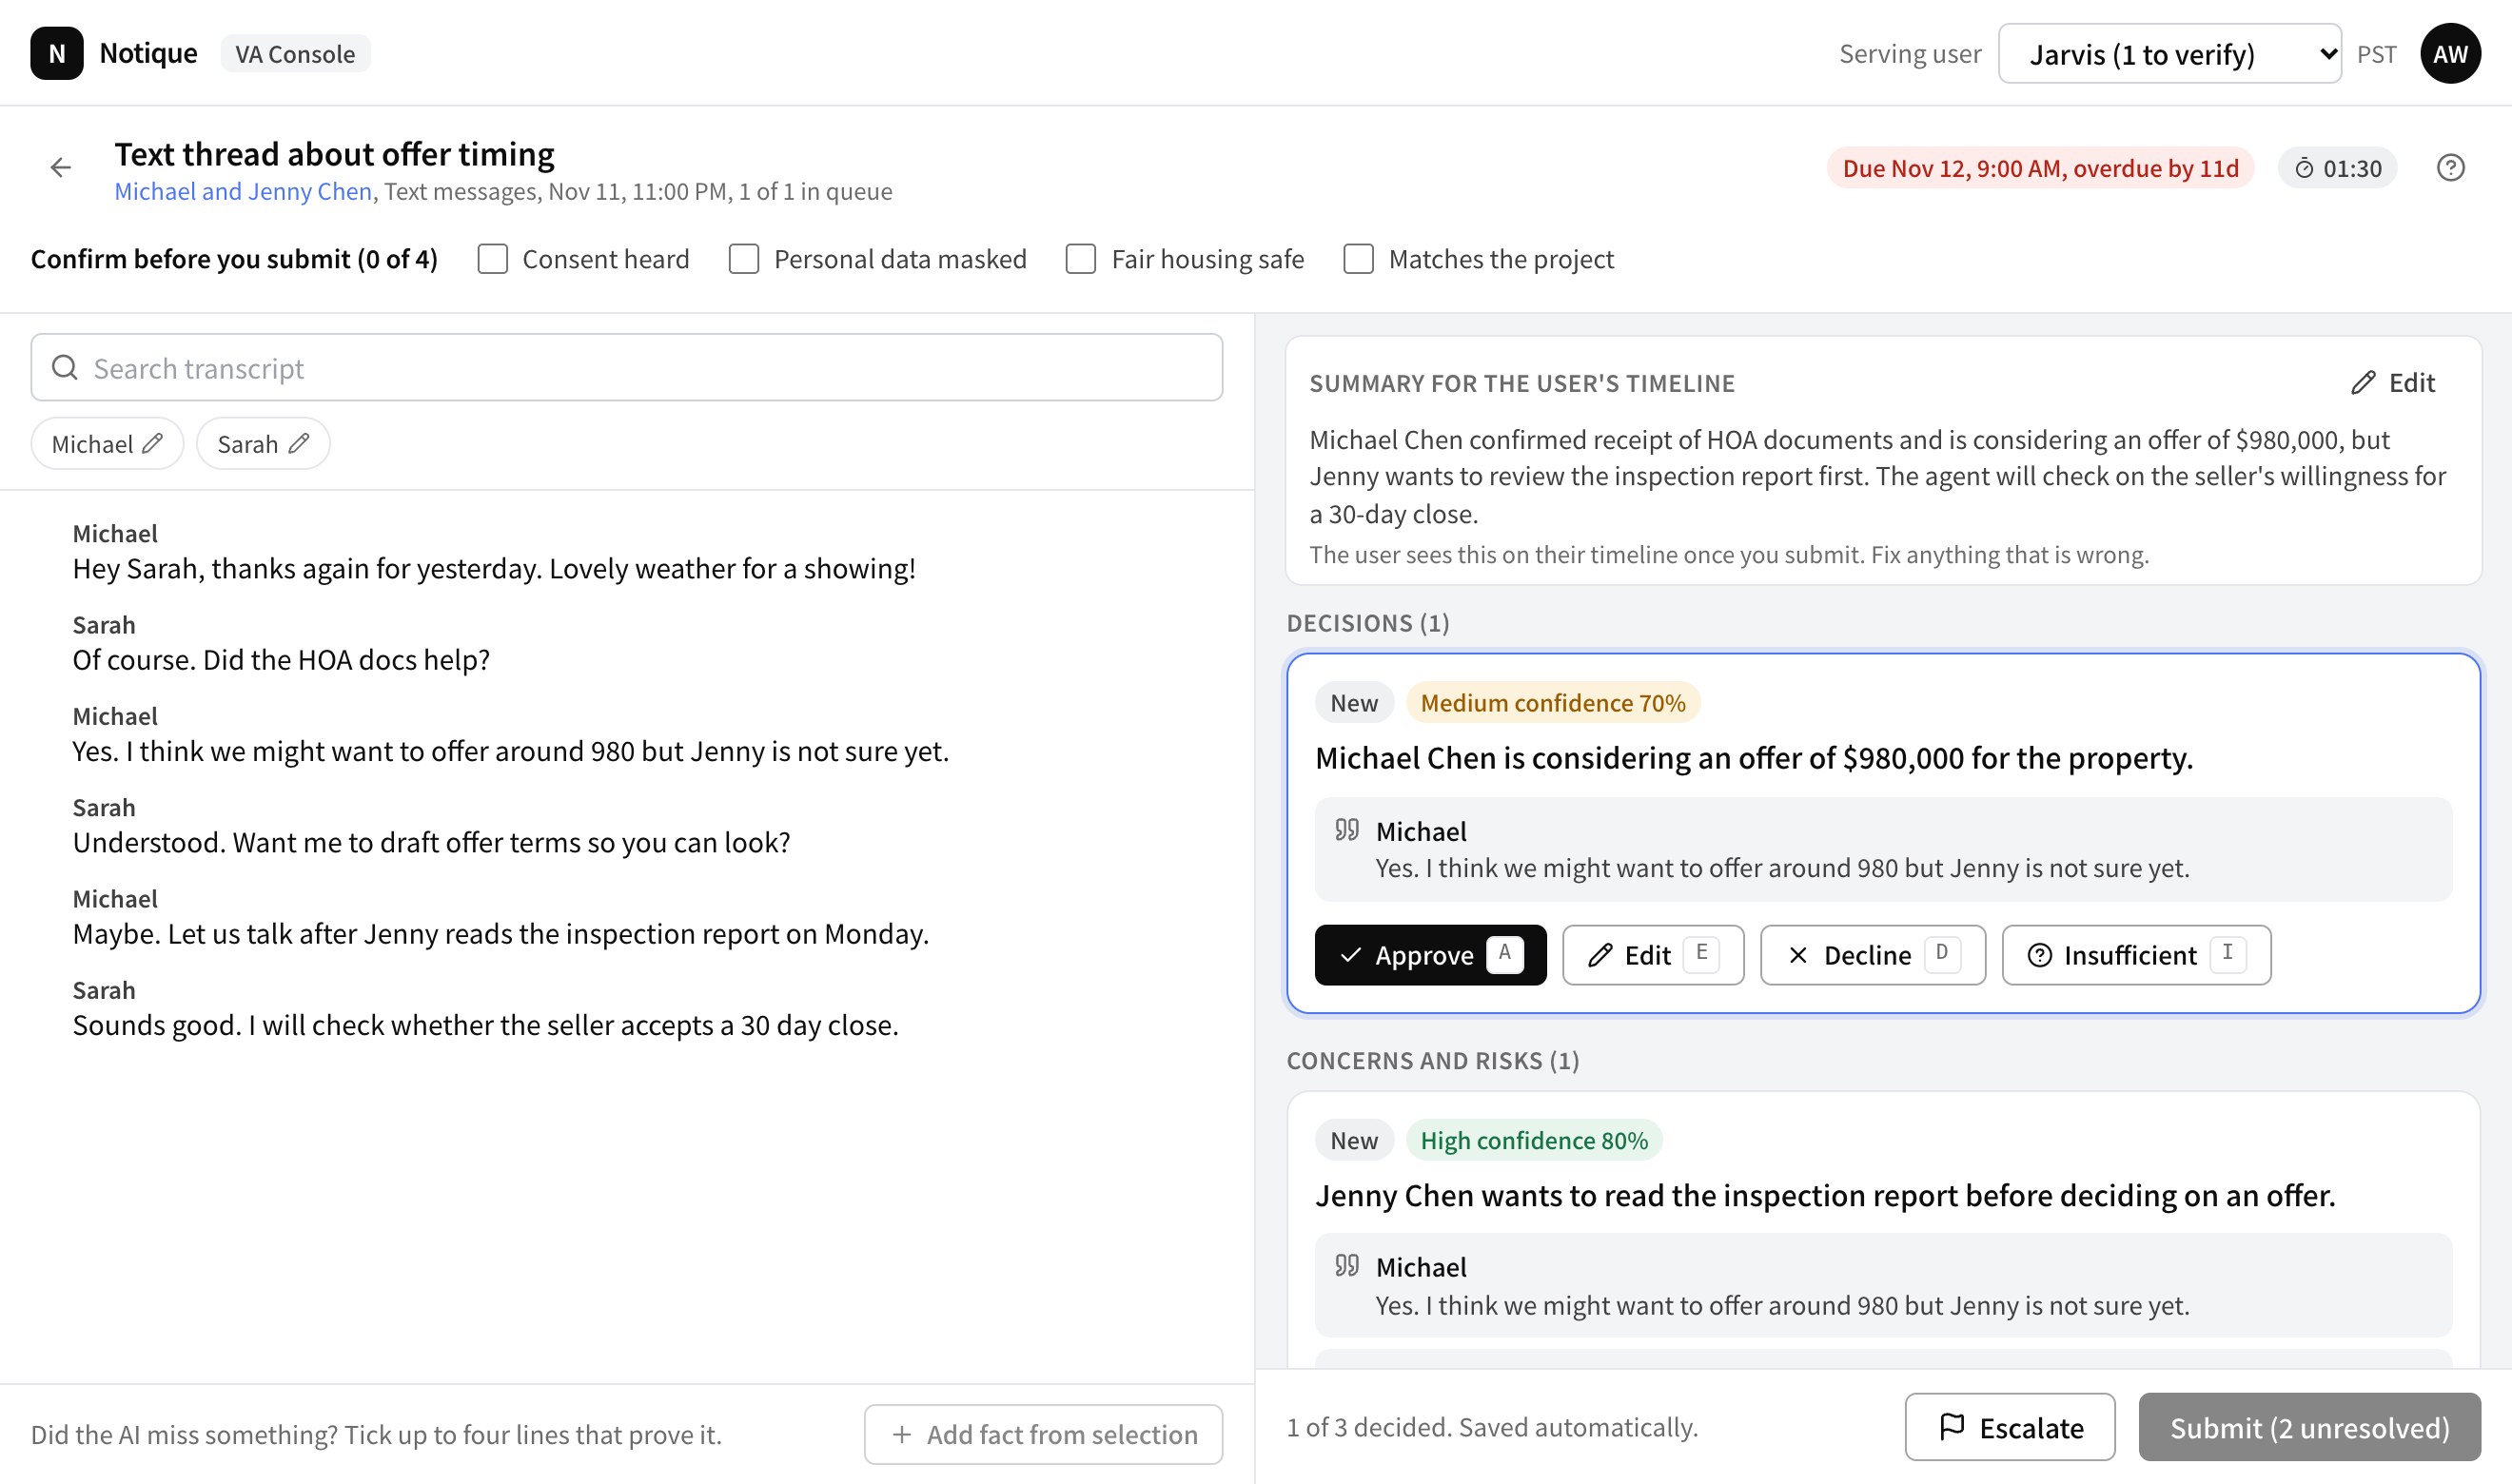 N Notique VA Console Serving user Jarvis (1 to verify) PST AW
Text thread about offer timing
Michael and Jenny Chen, Text messages, Nov 11, 11:00 PM, 1 of 1 in queue
Due Nov 12, 9:00 AM, overdue by 11d 01:30
Confirm before you submit (0 of 4) Consent heard Personal data masked Fair housing safe Matches the project
Search transcript
Michael Sarah
Michael
Hey Sarah, thanks again for yesterday. Lovely weather for a showing!
Sarah
Of course. Did the HOA docs help?
Michael
Yes. I think we might want to offer around 980 but Jenny is not sure yet.
Sarah
Understood. Want me to draft offer terms so you can look?
Michael
Maybe. Let us talk after Jenny reads the inspection report on Monday.
Sarah
Sounds good. I will check whether the seller accepts a 30 day close.
Did the AI miss something? Tick up to four lines that prove it. + Add fact from selection
SUMMARY FOR THE USER'S TIMELINE Edit
Michael Chen confirmed receipt of HOA documents and is considering an offer of $980,000, but
Jenny wants to review the inspection report first. The agent will check on the seller's willingness for
a 30-day close.
The user sees this on their timeline once you submit. Fix anything that is wrong.
DECISIONS (1)
New Medium confidence 70%
Michael Chen is considering an offer of $980,000 for the property.
Michael
Yes. I think we might want to offer around 980 but Jenny is not sure yet.
Approve A Edit E Decline D Insufficient I
CONCERNS AND RISKS (1)
New High confidence 80%
Jenny Chen wants to read the inspection report before deciding on an offer.
Michael
Yes. I think we might want to offer around 980 but Jenny is not sure yet.
1 of 3 decided. Saved automatically. Escalate Submit (2 unresolved)